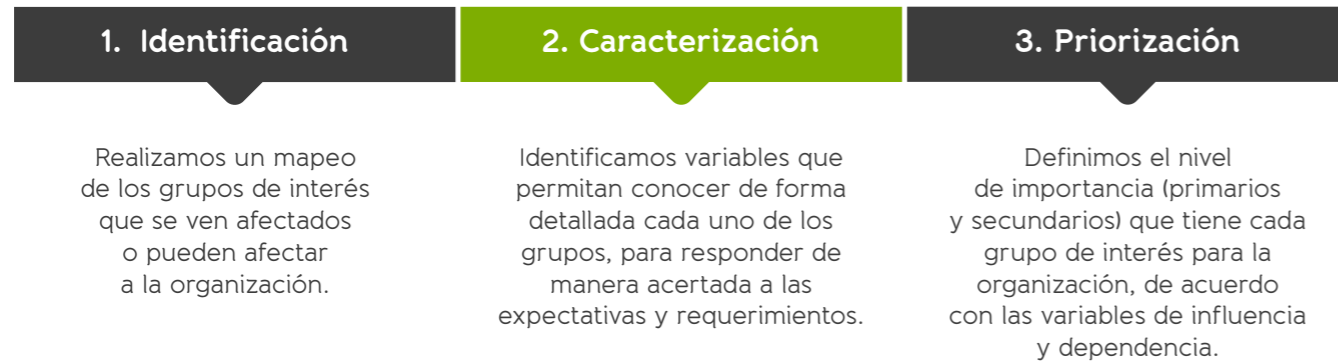 1. Identificación
Realizamos un mapeo
de los grupos de interés
que se ven afectados
o pueden afectar
a la organización.
2. Caracterización
Identificamos variables que
permitan conocer de forma
detallada cada uno de los
grupos, para responder de
manera acertada a las
expectativas y requerimientos.
3. Priorización
Definimos el nivel
de importancia (primarios
y secundarios) que tiene cada
grupo de interés para la
organización, de acuerdo
con las variables de influencia
y dependencia.